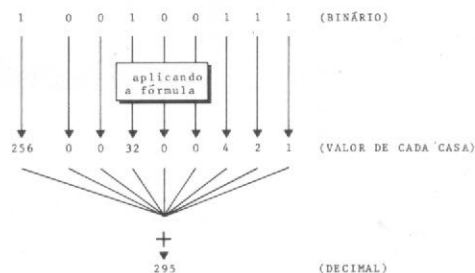 1 0 0 1 0 0 1 1 1 (BINÁRIO)
aplicando
a fórmula
256 0 0 32 0 0 4 2 1 (VALOR DE CADA CASA)
+
295 (DECIMAL)